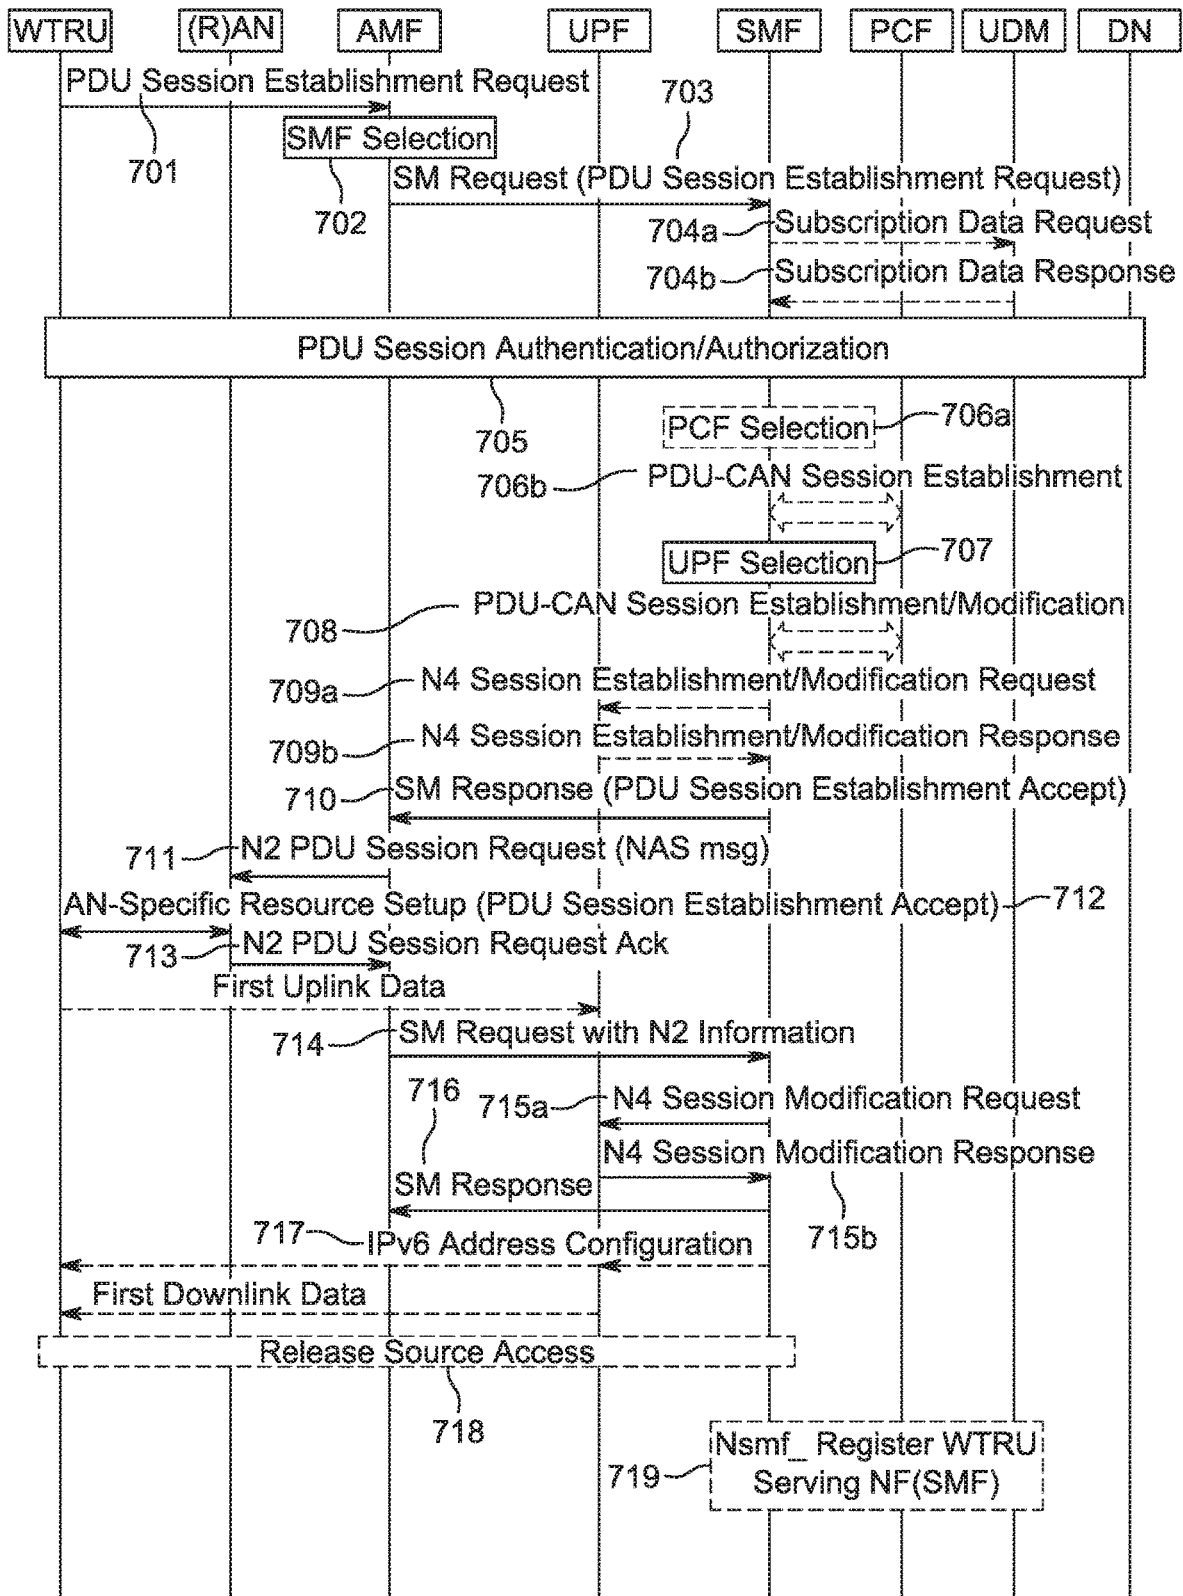 WTRU (R)AN AMF UPF SMF PCF UDM DN
PDU Session Establishment Request
701
SMF Selection
702
703
SM Request (PDU Session Establishment Request)
704a Subscription Data Request
704b Subscription Data Response
PDU Session Authentication/Authorization
705
PCF Selection 706a
706b PDU-CAN Session Establishment
UPF Selection 707
708 PDU-CAN Session Establishment/Modification
709a N4 Session Establishment/Modification Request
709b N4 Session Establishment/Modification Response
710 SM Response (PDU Session Establishment Accept)
711 N2 PDU Session Request (NAS msg)
AN-Specific Resource Setup (PDU Session Establishment Accept) 712
713 N2 PDU Session Request Ack
First Uplink Data
714 SM Request with N2 Information
716
715a N4 Session Modification Request
N4 Session Modification Response
715b
SM Response
717 IPv6 Address Configuration
First Downlink Data
Release Source Access
718
719 Nsmf_ Register WTRU
Serving NF(SMF)